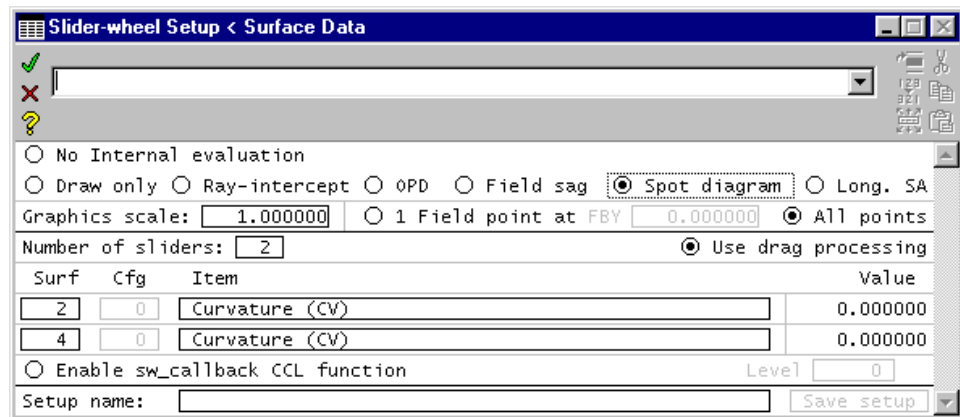 Slider-wheel Setup < Surface Data
No Internal evaluation
Draw only Ray-intercept OPD Field sag Spot diagram Long. SA
Graphics scale: 1.000000 1 Field point at FBY 0.000000 All points
Number of sliders: 2 Use drag processing
Surf Cfg Item Value
2 0 Curvature (CV) 0.000000
4 0 Curvature (CV) 0.000000
Enable sw_callback CCL function Level 0
Setup name: Save setup